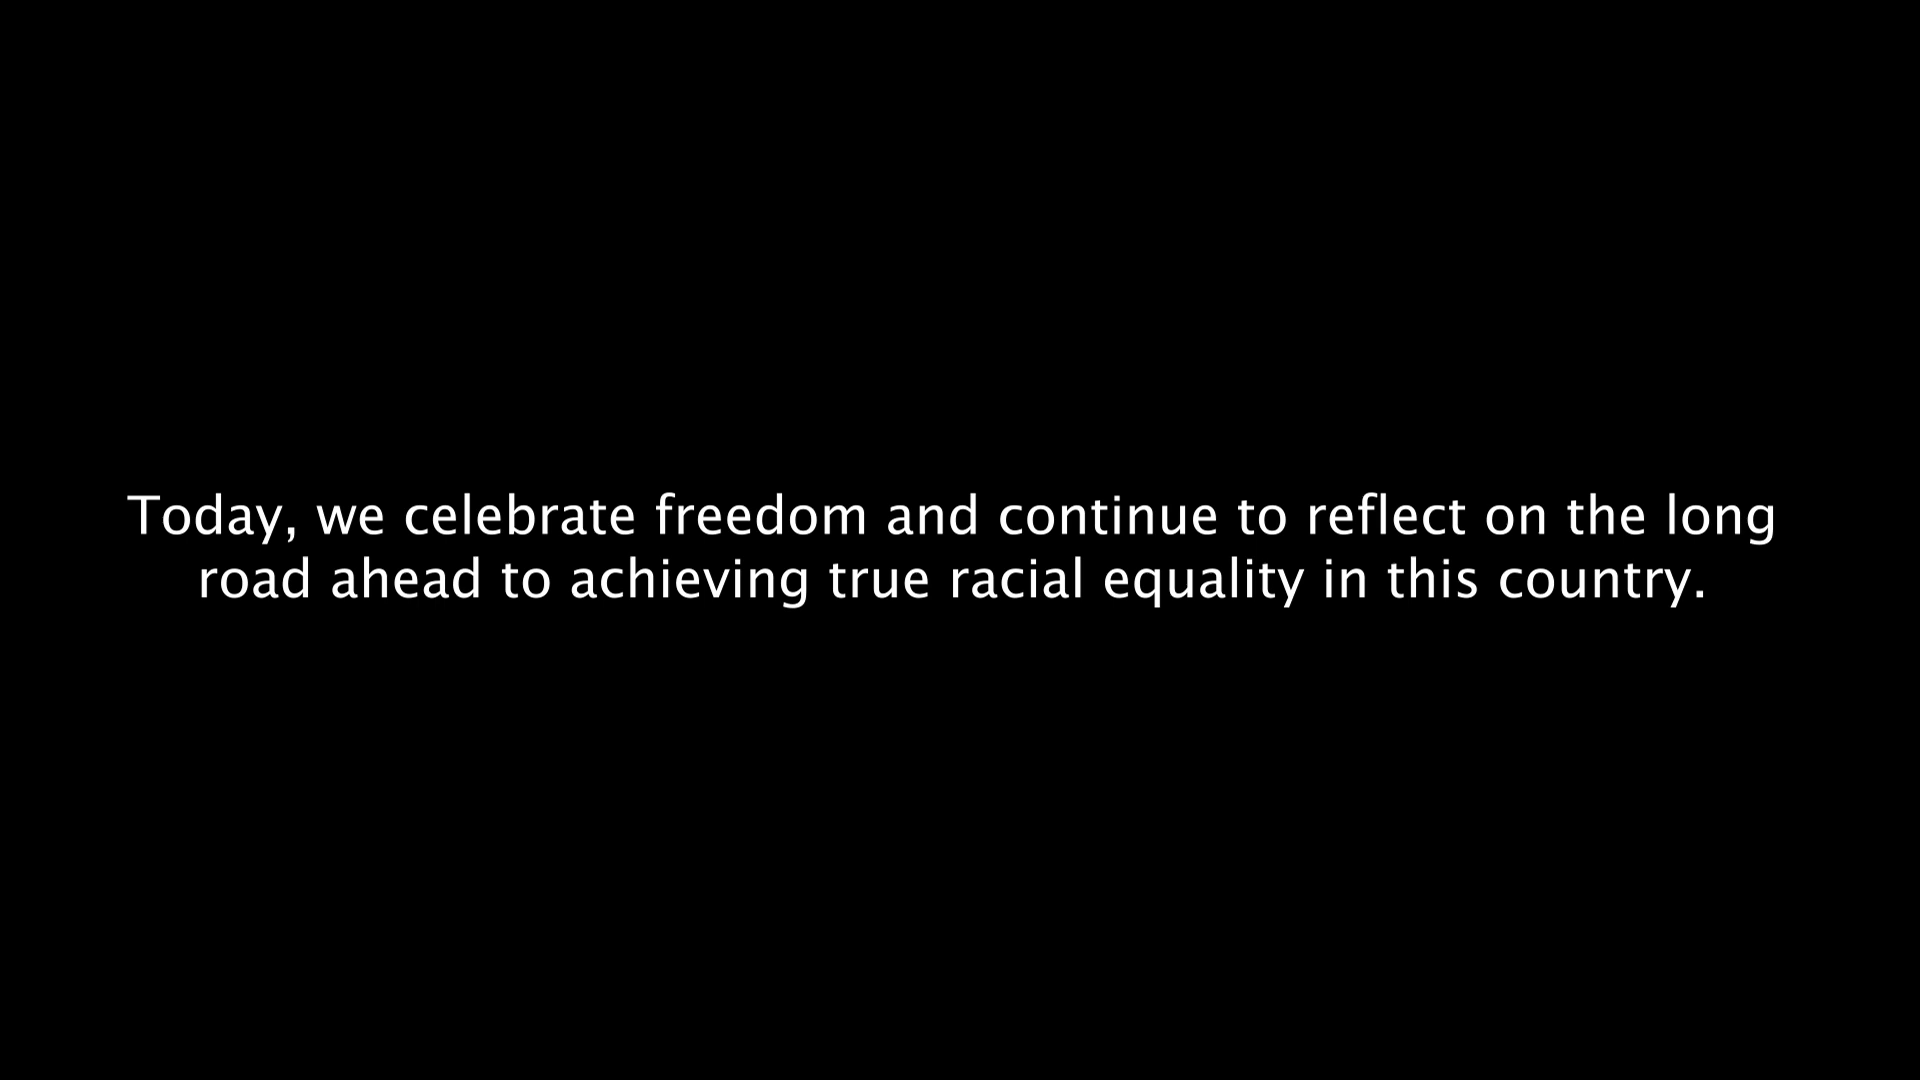 Today, we celebrate freedom and continue to reflect on the long
road ahead to achieving true racial equality in this country.